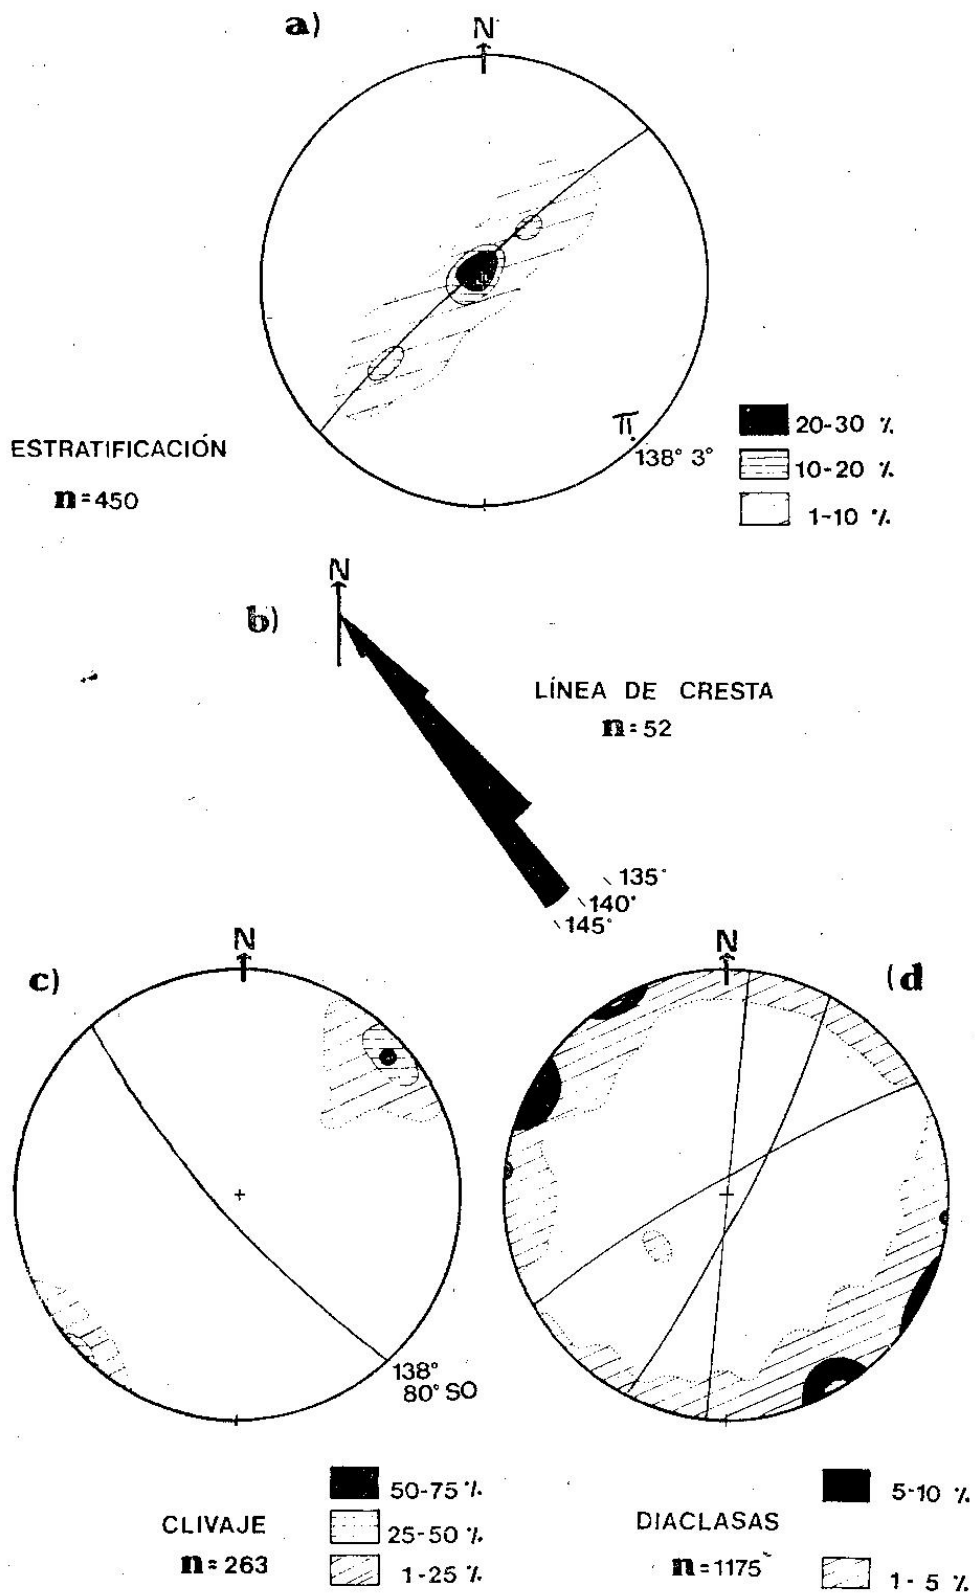 a)
N
ESTRATIFICACIÓN
n=450
π
138° 3°
20-30 %
10-20 %
1-10 %
b)
N
LÍNEA DE CRESTA
n=52
135°
140°
145°
c)
N
138°
80° SO
(d
N
CLIVAJE
n=263
50-75 %
25-50 %
1-25 %
DIACLASAS
n=1175
5-10 %
1-5 %